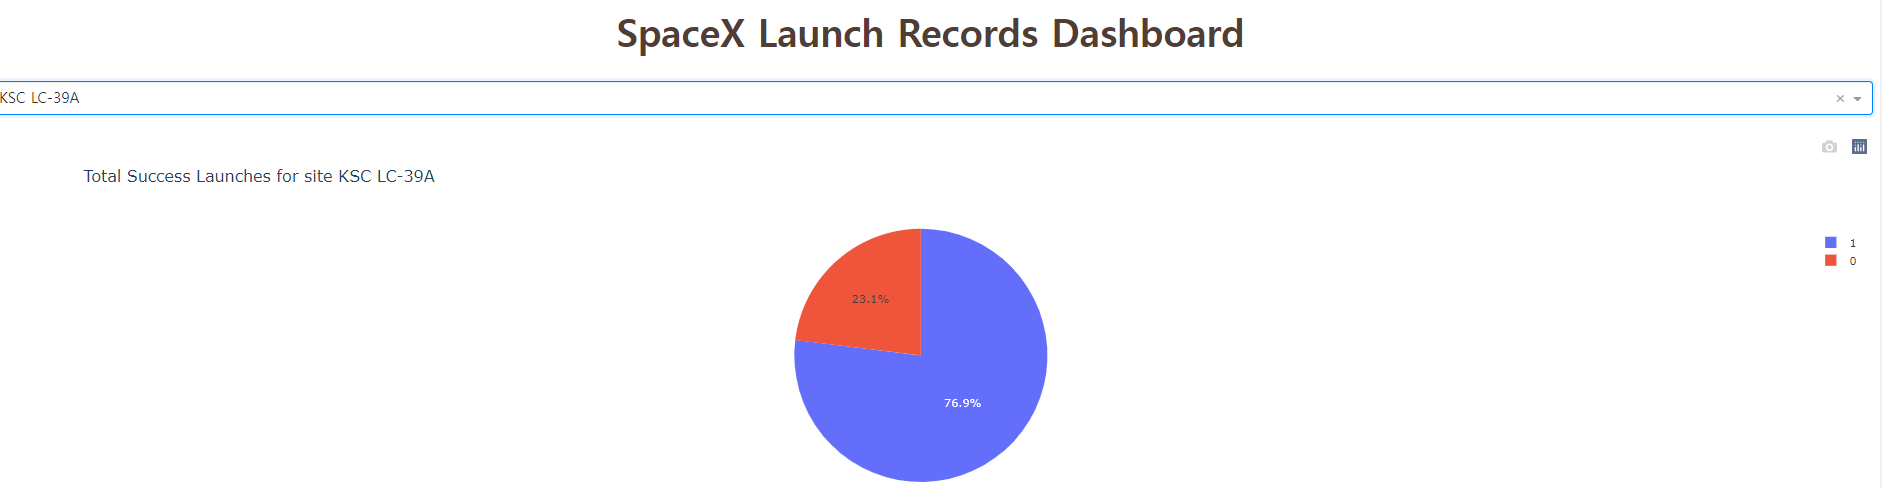 SpaceX Launch Records Dashboard
KSC LC-39A
Total Success Launches for site KSC LC-39A
1
0
23.1%
76.9%